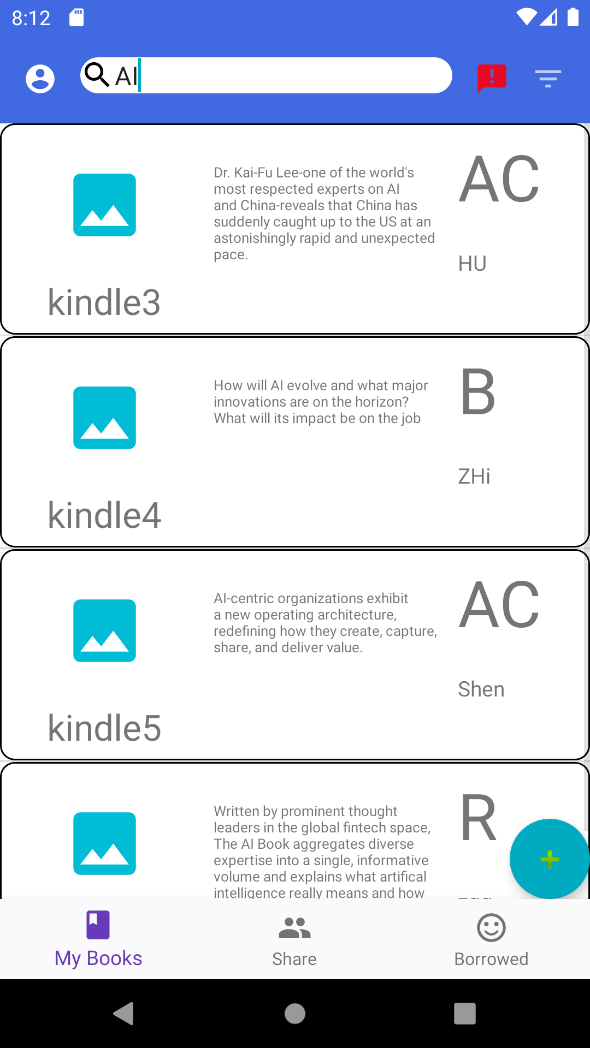 8:12
AI
Dr. Kai-Fu Lee-one of the world's
most respected experts on AI
and China-reveals that China has
suddenly caught up to the US at an
astonishingly rapid and unexpected
pace.
AC
HU
kindle3
How will AI evolve and what major
innovations are on the horizon?
What will its impact be on the job
B
ZHi
kindle4
AI-centric organizations exhibit
a new operating architecture,
redefining how they create, capture,
share, and deliver value.
AC
Shen
kindle5
Written by prominent thought
leaders in the global fintech space,
The AI Book aggregates diverse
expertise into a single, informative
volume and explains what artifical
intelligence really means and how
R
My Books
Share
Borrowed